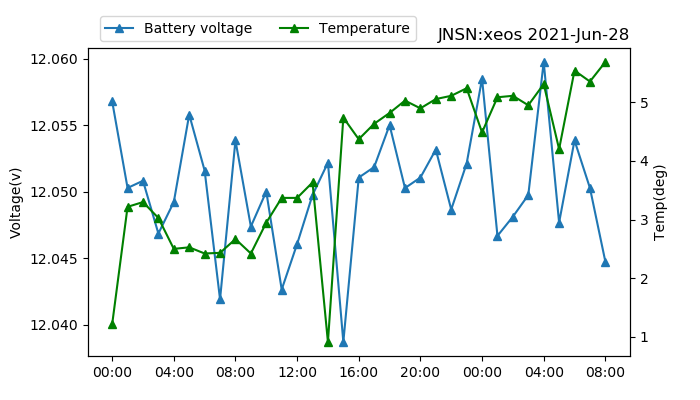 Battery voltage Temperature
JNSN:xeos 2021-Jun-28
12.060
12.055
12.050
12.045
12.040
Voltage(v)
5
4
3
2
1
Temp(deg)
00:00 04:00 08:00 12:00 16:00 20:00 00:00 04:00 08:00